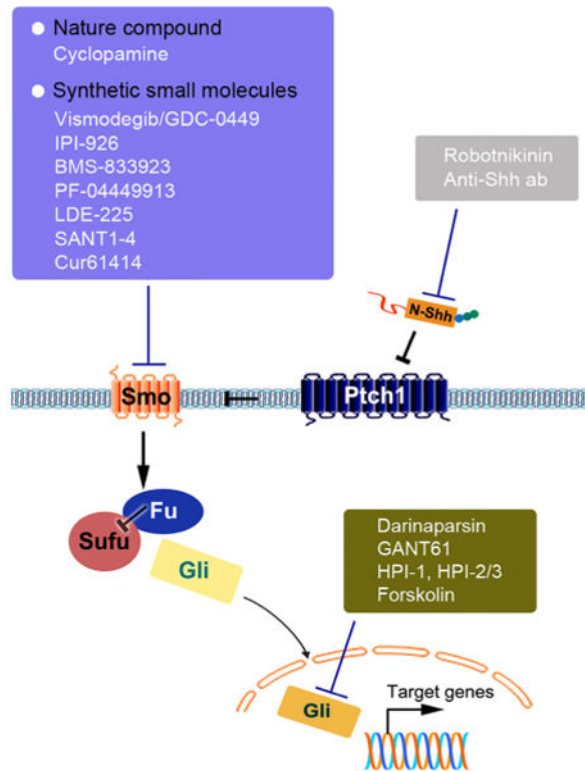 Nature compound
Cyclopamine
Synthetic small molecules
Vismodegib/GDC-0449
IPI-926
BMS-833923
PF-04449913
LDE-225
SANT1-4
Cur61414
Robotnikinin
Anti-Shh ab
N-Shh
Smo
Ptch1
Fu
Sufu
Gli
Darinaparsin
GANT61
HPI-1, HPI-2/3
Forskolin
Target genes
Gli